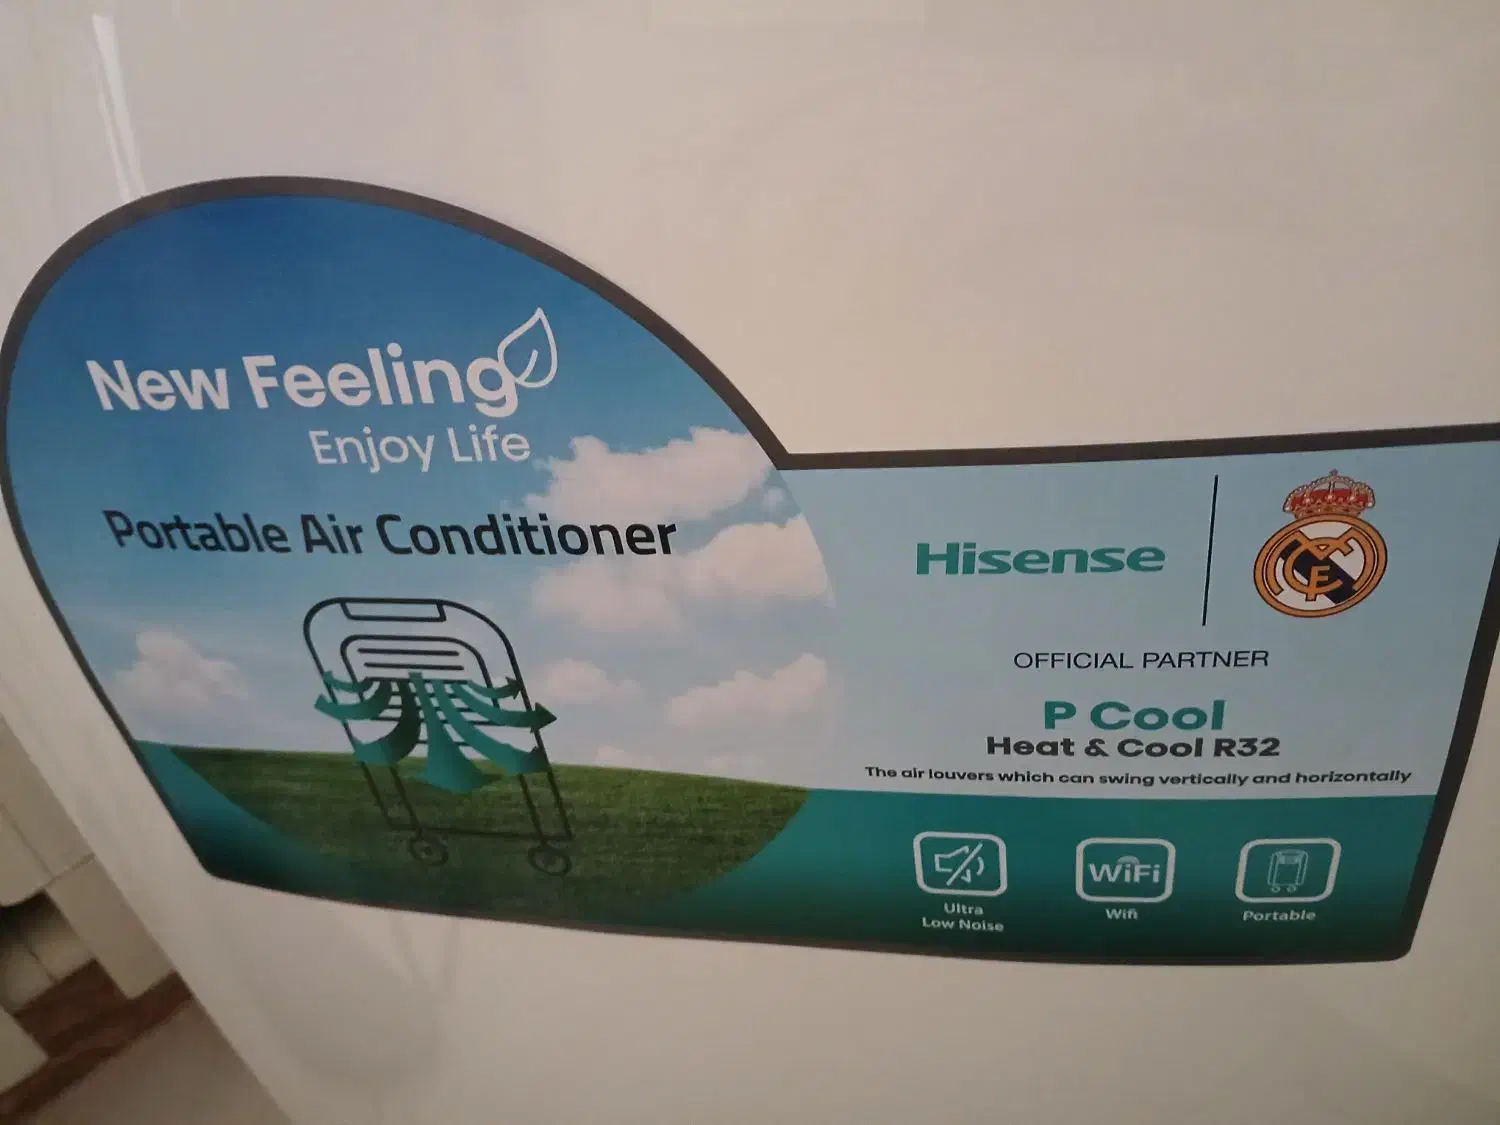 New Feeling
Enjoy Life
Portable Air Conditioner
Hisense
OFFICIAL PARTNER
P Cool
Heat & Cool R32
The air louvers which can swing vertically and horizontally
WiFi
Ultra
Low Noise
Wifi
Portable